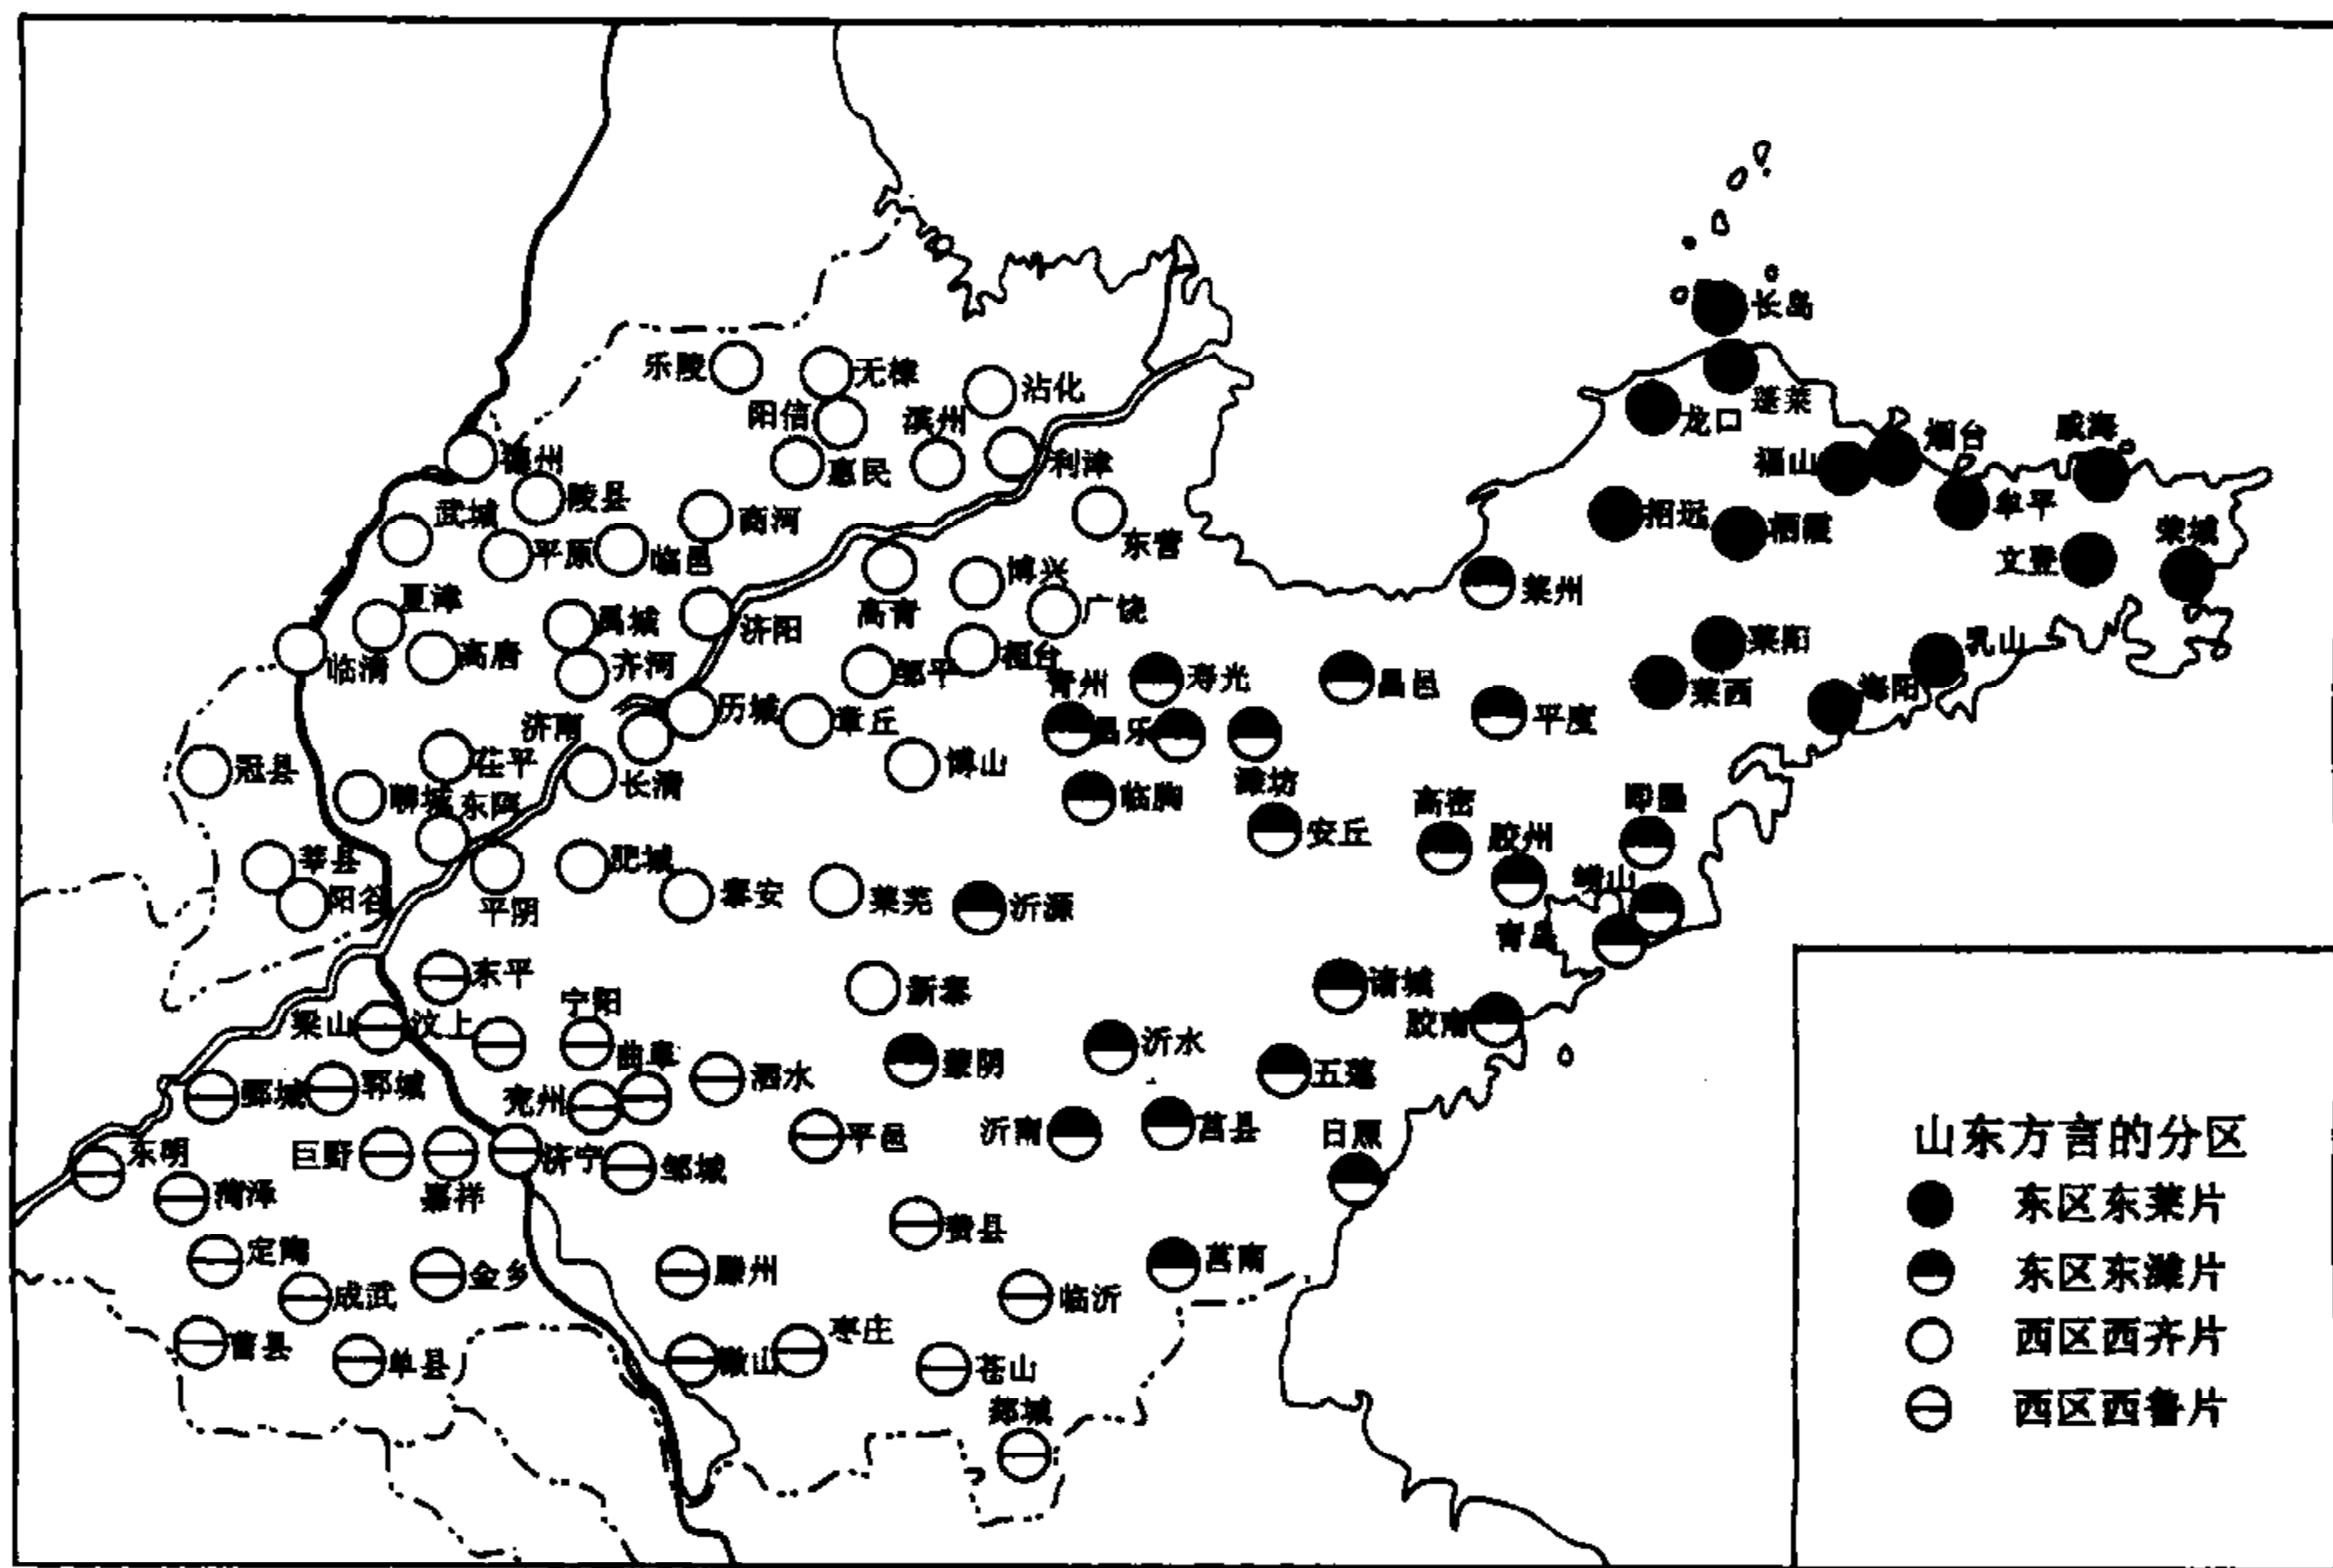 长岛
蓬莱
乐陵
无棣
沾化
龙口
阳信
滨州
烟台
威海
德州
惠民
利津
福山
陵县
武城
商河
牟平
招远
栖霞
荣城
平原
临邑
东营
文登
博兴
莱州
夏津
高青
广饶
禹城
济阳
莱阳
乳山
临清
高唐
齐河
邹平
桓台
青州
寿光
昌邑
莱西
海阳
济南
历城
章丘
昌乐
平度
冠县
茌平
长清
博山
聊城
东阿
临朐
潍坊
高密
即墨
安丘
胶州
莘县
肥城
阳谷
平阴
泰安
莱芜
沂源
崂山
青岛
东平
新泰
诸城
宁阳
梁山
汶上
胶南
曲阜
沂水
泗水
蒙阴
五莲
鄄城
郓城
兖州
东明
巨野
济宁
邹城
平邑
沂南
莒县
日照
菏泽
嘉祥
费县
定陶
金乡
滕州
莒南
成武
临沂
曹县
单县
微山
枣庄
苍山
郯城
山东方言的分区
东区东莱片
东区东潍片
西区西齐片
西区西鲁片